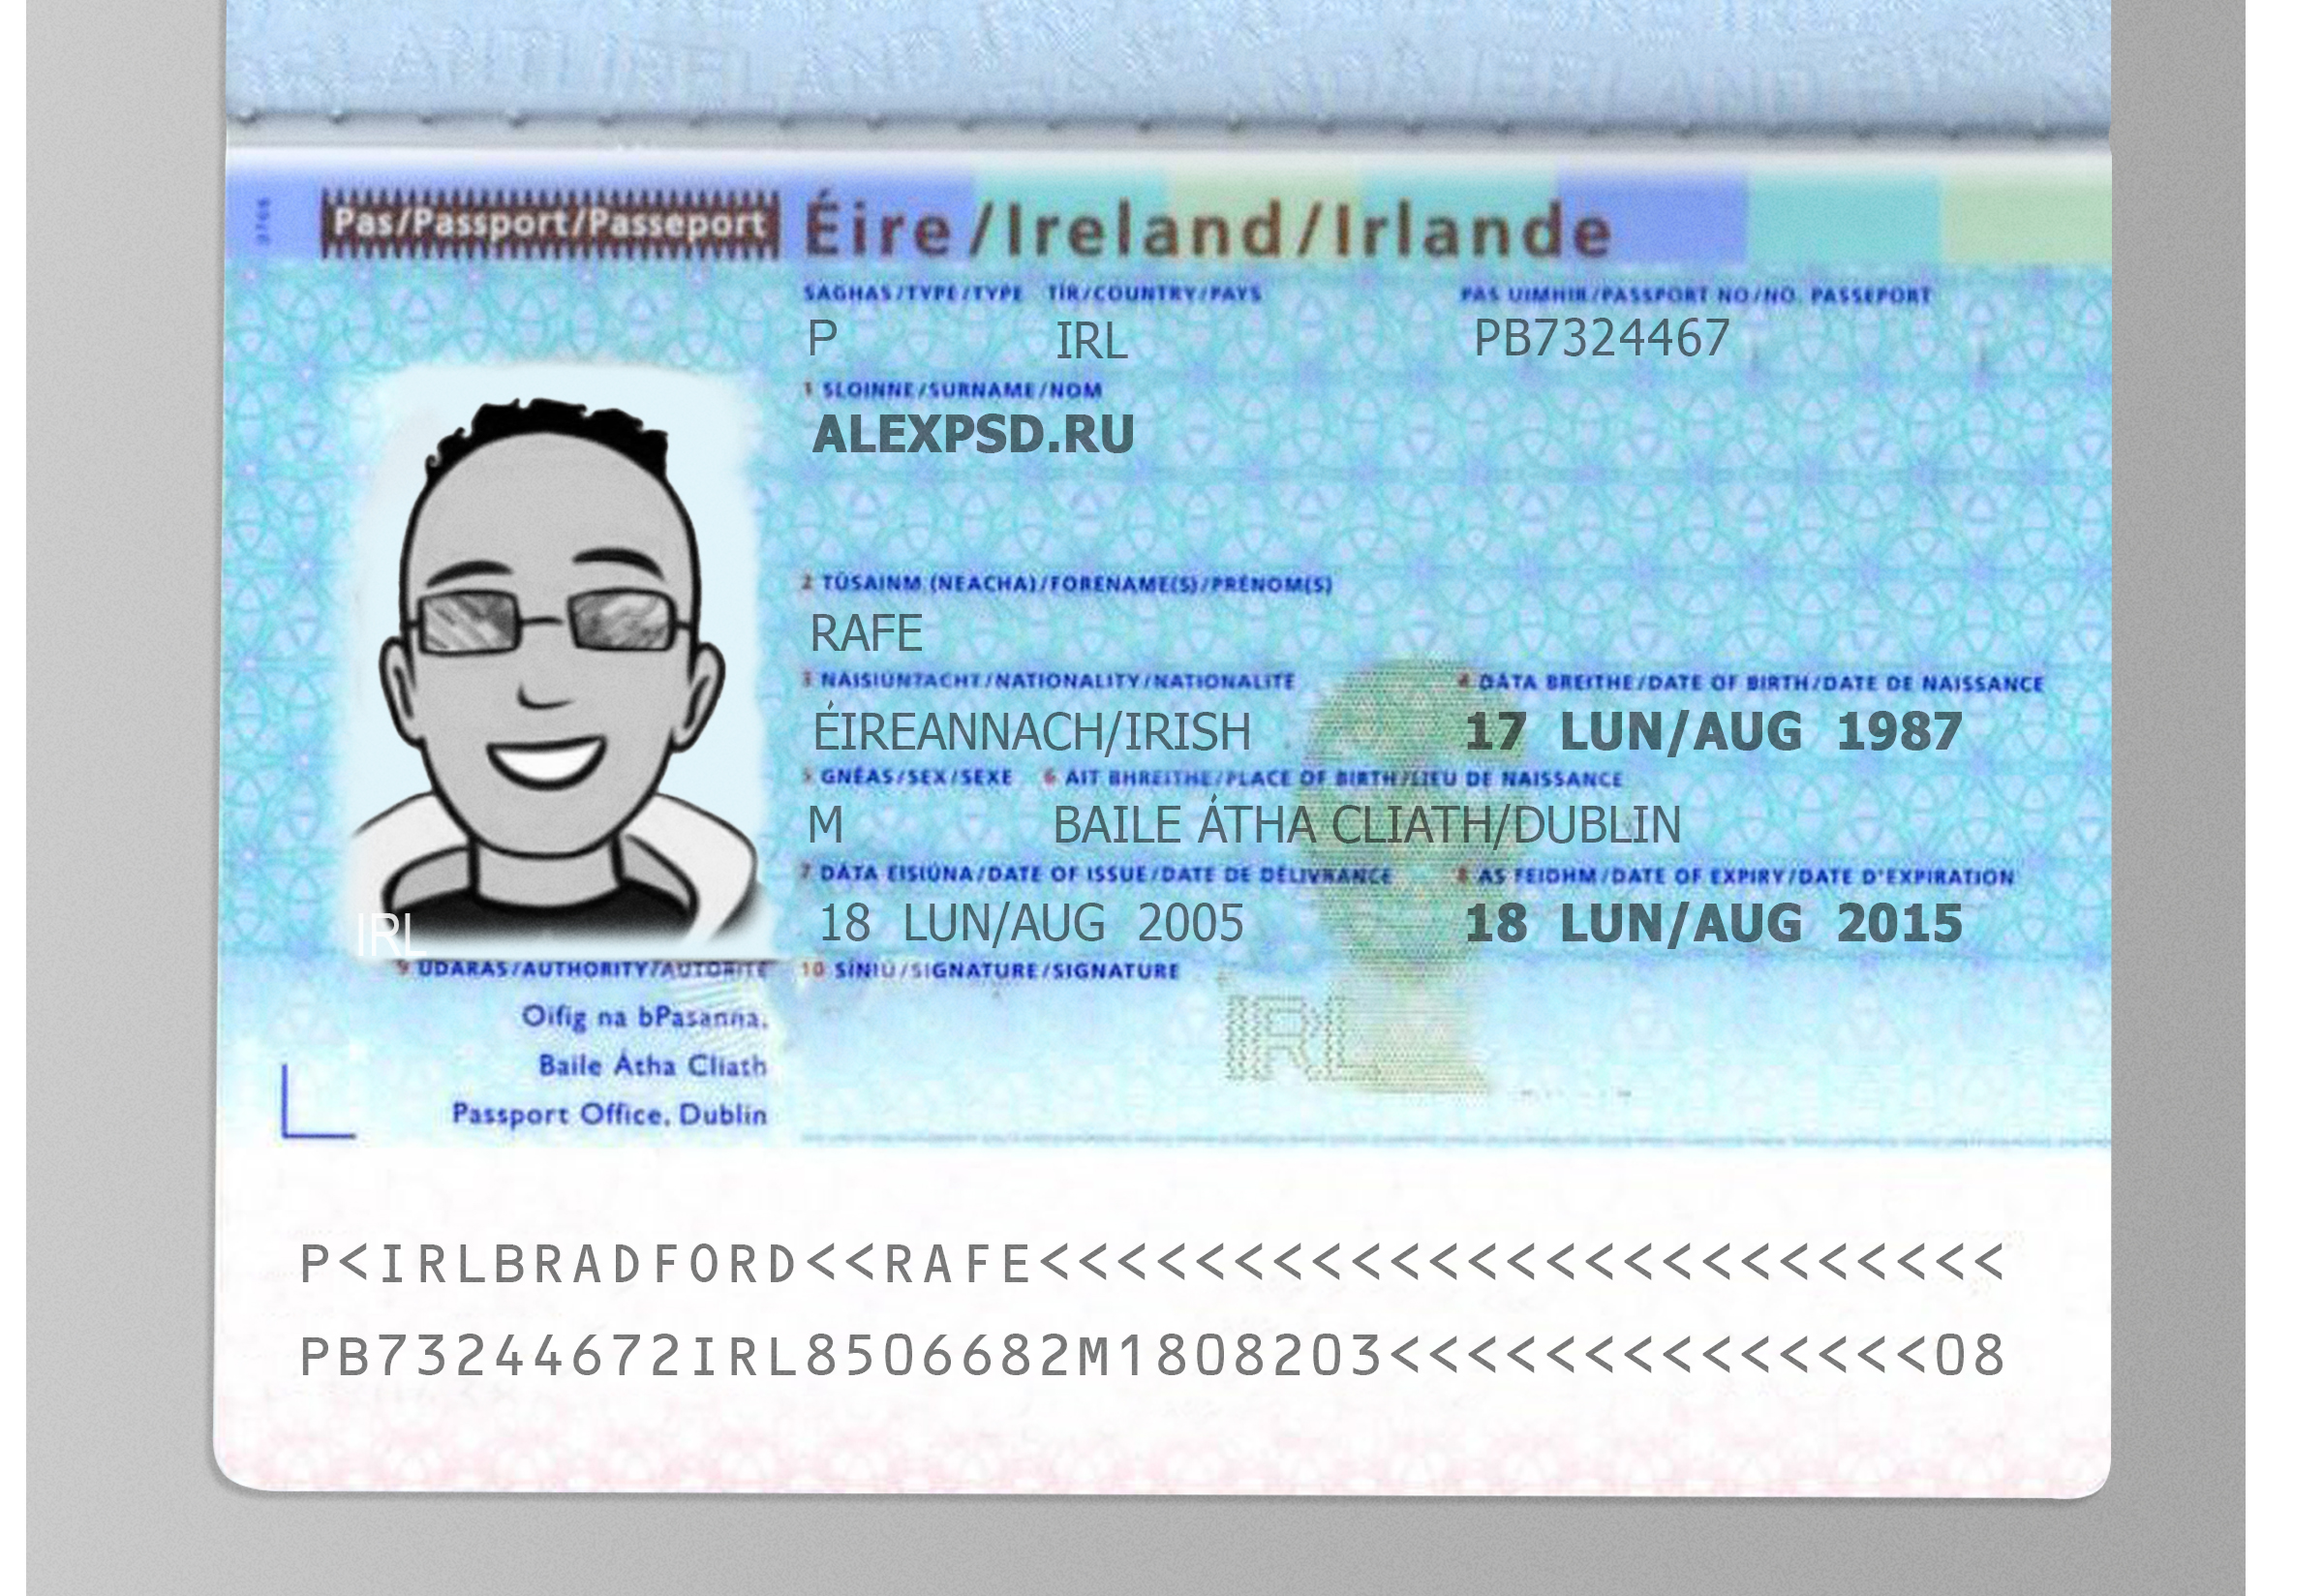 Pas/Passport/Passeport Éire/Ireland/Irlande
SAGHAS/TYPE/TYPE TÍR/COUNTRY/PAYS PAS UIMHIR/PASSPORT NO/NO. PASSEPORT
P IRL PB7324467
1 SLOINNE/SURNAME/NOM
ALEXPSD.RU
2 TÚSAINM (NEACHA)/FORENAME(S)/PRÉNOM(S)
RAFE
3 NÁISIÚNTACHT/NATIONALITY/NATIONALITÉ 4 DÁTA BREITHE/DATE OF BIRTH/DATE DE NAISSANCE
ÉIREANNACH/IRISH 17 LUN/AUG 1987
5 GNÉAS/SEX/SEXE 6 ÁIT BHREITHE/PLACE OF BIRTH/LIEU DE NAISSANCE
M BAILE ÁTHA CLIATH/DUBLIN
7 DÁTA EISIÚNA/DATE OF ISSUE/DATE DE DÉLIVRANCE 8 AS FEIDHM/DATE OF EXPIRY/DATE D'EXPIRATION
18 LUN/AUG 2005 18 LUN/AUG 2015
IRL
9 ÚDARÁS/AUTHORITY/AUTORITÉ 10 SÍNIÚ/SIGNATURE/SIGNATURE
Oifig na bPasanna,
IRL
Baile Átha Cliath
Passport Office, Dublin
P<IRLBRADFORD<<RAFE<<<<<<<<<<<<<<<<<<<<<<<<<
PB73244672IRL8506682M1808203<<<<<<<<<<<<<<08